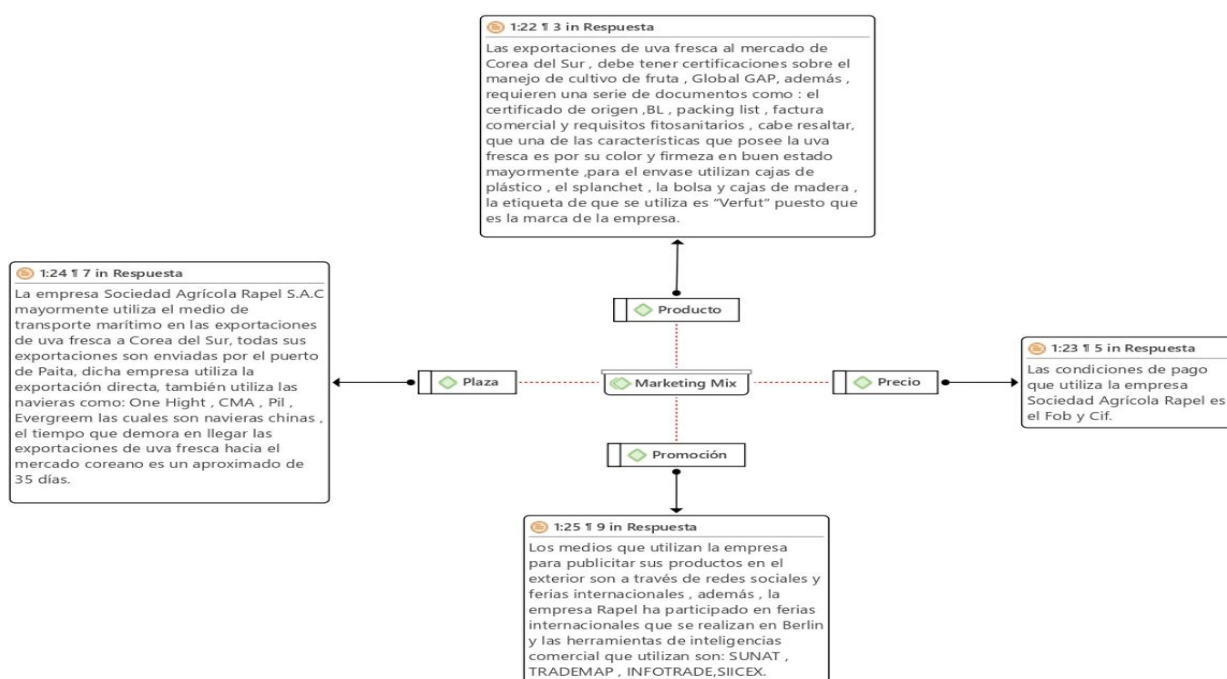 1:22 ¶ 3 in Respuesta
Las exportaciones de uva fresca al mercado de
Corea del Sur , debe tener certificaciones sobre el
manejo de cultivo de fruta , Global GAP, además ,
requieren una serie de documentos como : el
certificado de origen ,BL , packing list , factura
comercial y requisitos fitosanitarios , cabe resaltar,
que una de las características que posee la uva
fresca es por su color y firmeza en buen estado
mayormente ,para el envase utilizan cajas de
plástico , el splanchet , la bolsa y cajas de madera ,
la etiqueta de que se utiliza es “Verfut” puesto que
es la marca de la empresa.
1:24 ¶ 7 in Respuesta
La empresa Sociedad Agrícola Rapel S.A.C
mayormente utiliza el medio de
transporte marítimo en las exportaciones
de uva fresca a Corea del Sur, todas sus
exportaciones son enviadas por el puerto
de Paita, dicha empresa utiliza la
exportación directa, también utiliza las
navieras como: One Hight , CMA , Pil ,
Evergreem las cuales son navieras chinas ,
el tiempo que demora en llegar las
exportaciones de uva fresca hacia el
mercado coreano es un aproximado de
35 días.
Producto
Plaza
Marketing Mix
Precio
Promoción
1:23 ¶ 5 in Respuesta
Las condiciones de pago
que utiliza la empresa
Sociedad Agrícola Rapel es
el Fob y Cif.
1:25 ¶ 9 in Respuesta
Los medios que utilizan la empresa
para publicitar sus productos en el
exterior son a través de redes sociales y
ferias internacionales , además , la
empresa Rapel ha participado en ferias
internacionales que se realizan en Berlin
y las herramientas de inteligencias
comercial que utilizan son: SUNAT ,
TRADEMAP , INFOTRADE,SIICEX.